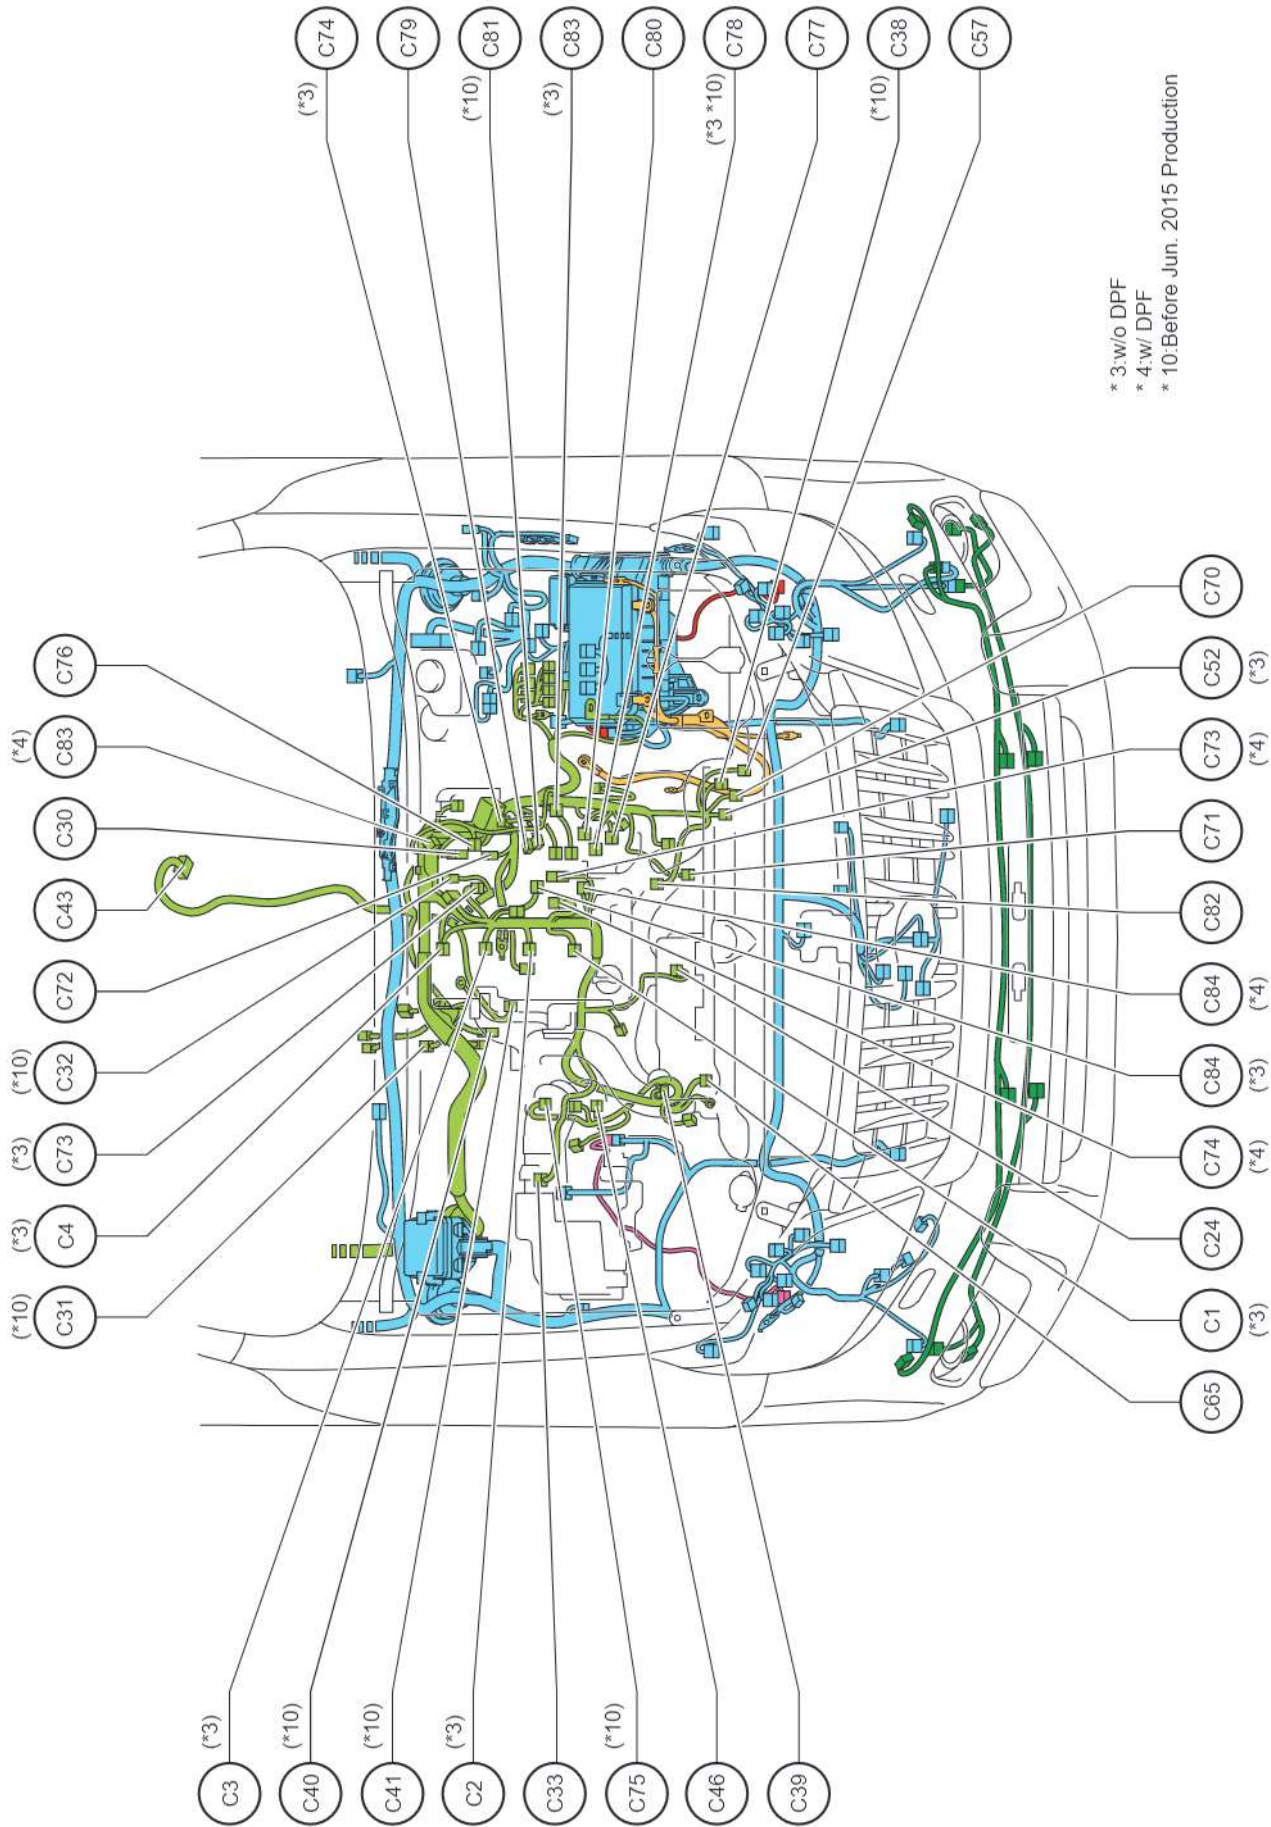 (*3)
C74
C79
(*10)
C81
(*3)
C83
C80
(*3 *10)
C78
C77
(*10)
C38
C57
C76
(*4)
C83
C30
C43
C72
(*10)
C32
(*3)
C73
(*3)
C4
(*10)
C31
C70
C52
(*3)
C73
(*4)
C71
C82
C84
(*4)
C84
(*3)
C74
(*4)
C24
C1
(*3)
C65
(*3)
C3
(*10)
C40
(*10)
C41
(*3)
C2
C33
(*10)
C75
C46
C39
* 3:w/o DPF
* 4:w/ DPF
* 10:Before Jun. 2015 Production